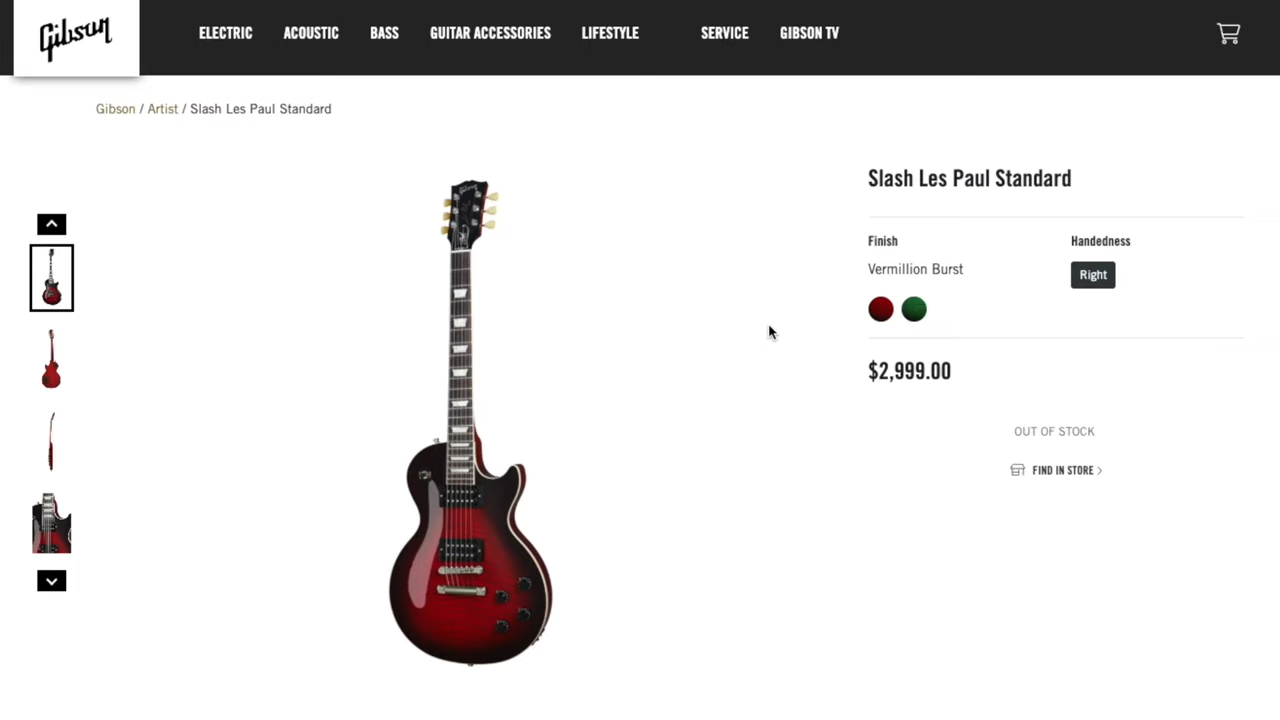 Gibson
ELECTRIC ACOUSTIC BASS GUITAR ACCESSORIES LIFESTYLE SERVICE GIBSON TV
Gibson / Artist / Slash Les Paul Standard
Gibson
Slash Les Paul Standard
Finish
Handedness
Vermillion Burst
Right
$2,999.00
OUT OF STOCK
FIND IN STORE